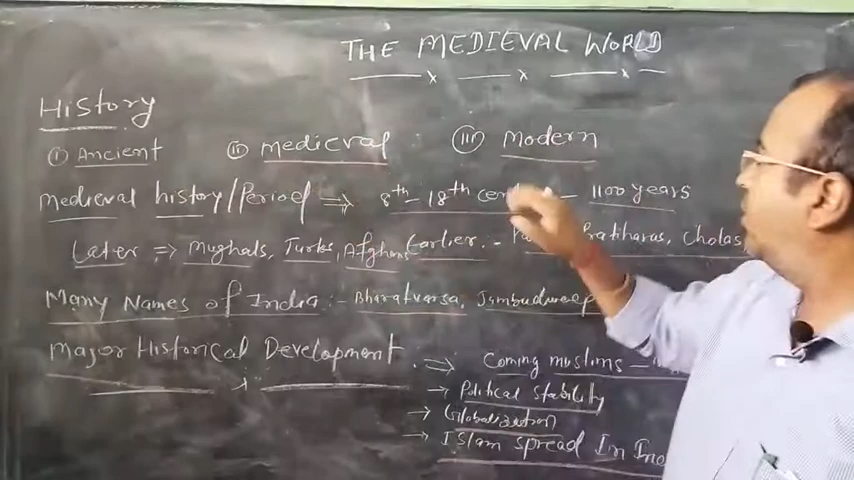 THE MEDIEVAL WORLD
History
(i) Ancient (ii) medieval (iii) Modern
medieval history/Period ⇒ 8th - 18th - 1100 years
Later ⇒ Mughals, Turks, Afghans Earlier :- Pratiharas, Cholas
Many Names of India :- Bharatvarsa, Jambudweep
Major Historical Development ⇒ Coming muslims -
→ Political Stability
→ Globalization
→ Islam spread In